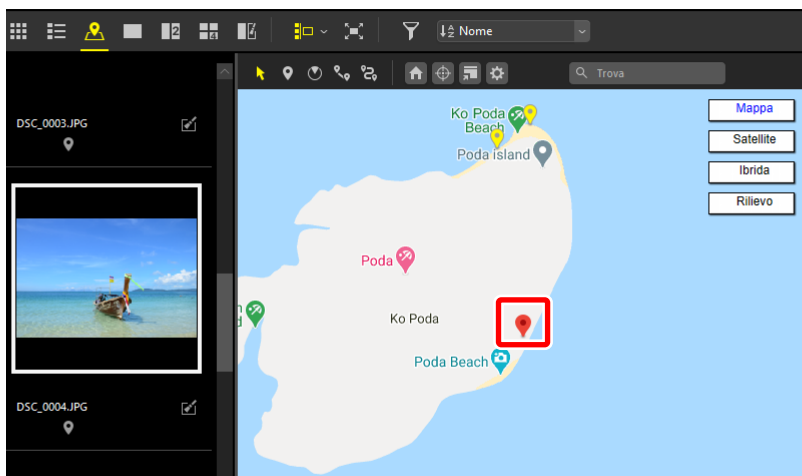 Nome
Trova
DSC_0003.JPG
DSC_0004.JPG
Ko Poda
Beach
Poda island
Poda
Ko Poda
Poda Beach
Mappa
Satellite
Ibrida
Rilievo